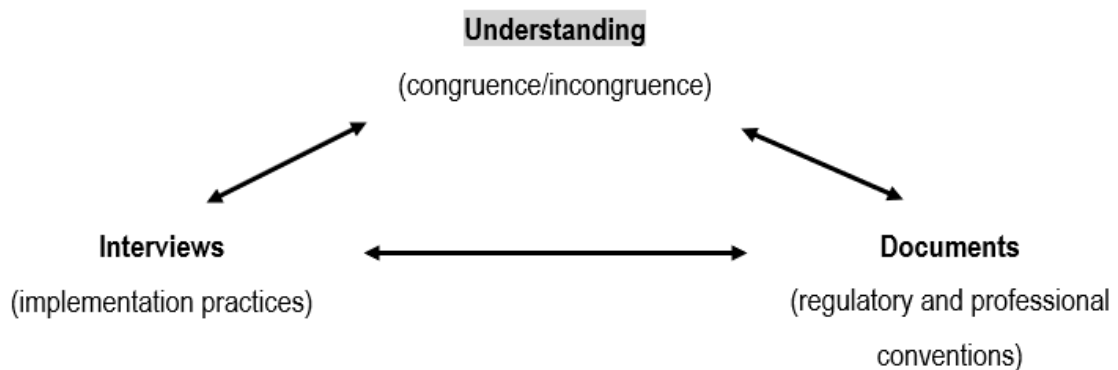 Understanding
(congruence/incongruence)
Interviews
(implementation practices)
Documents
(regulatory and professional
conventions)